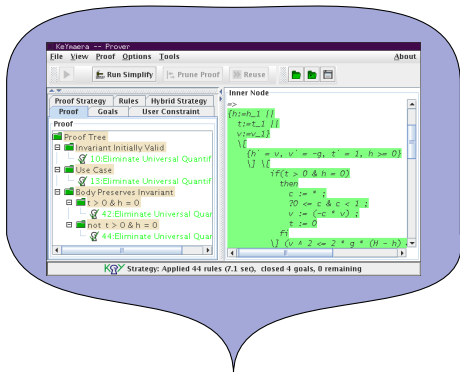 KeYmaera -- Prover
File View Proof Options Tools About
Run Simplify Prune Proof Reuse
Proof Strategy Rules Hybrid Strategy
Proof Goals User Constraint
Proof
Proof Tree
Invariant Initially Valid
10:Eliminate Universal Quantif
Use Case
13:Eliminate Universal Quantif
Body Preserves Invariant
t > 0 & h = 0
42:Eliminate Universal Quan
not t > 0 & h = 0
44:Eliminate Universal Quan
Inner Node
=>
{h:=h_1 ||
t:=t_1 ||
v:=v_1}
\[
{h` = v, v` = -g, t` = 1, h >= 0}
\] \[
if(t > 0 & h = 0)
then
c := * ;
?0 <= c & c < 1 ;
v := (-c * v) ;
t := 0
fi
\] (v ^ 2 <= 2 * g * (H - h)
KeY Strategy: Applied 44 rules (7.1 sec), closed 4 goals, 0 remaining